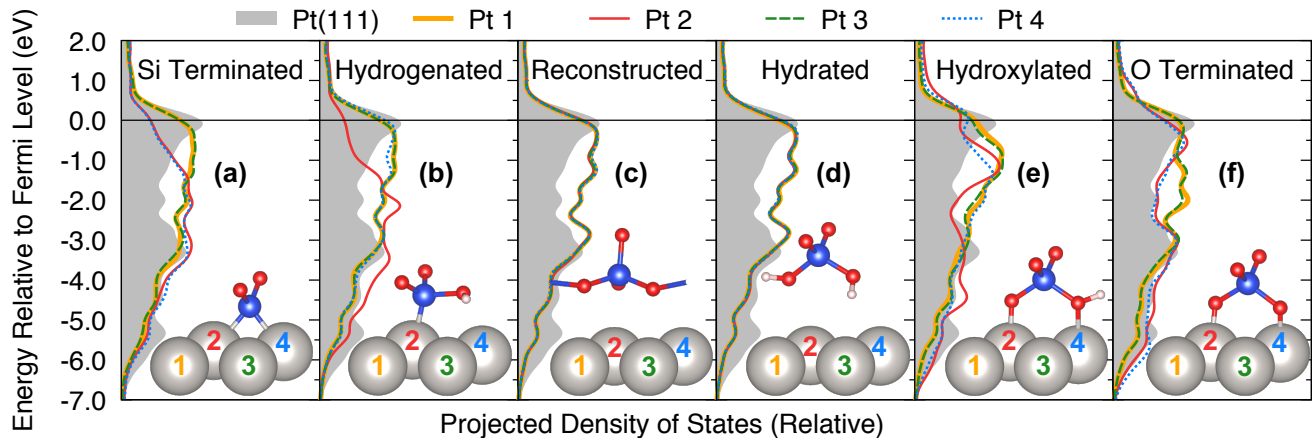 Pt(111) Pt 1 Pt 2 Pt 3 Pt 4
Energy Relative to Fermi Level (eV)
2.0
1.0
0.0
-1.0
-2.0
-3.0
-4.0
-5.0
-6.0
-7.0
Si Terminated
(a)
1 2 3 4
Hydrogenated
(b)
1 2 3 4
Reconstructed
(c)
1 2 3 4
Hydrated
(d)
1 2 3 4
Hydroxylated
(e)
1 2 3 4
O Terminated
(f)
1 2 3 4
Projected Density of States (Relative)